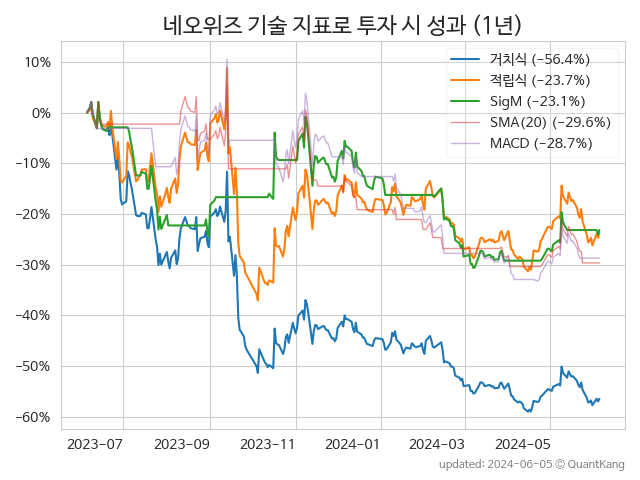 네오위즈 기술 지표로 투자 시 성과 (1년)
거치식 (−56.4%)
적립식 (−23.7%)
SigM (−23.1%)
SMA(20) (−29.6%)
MACD (−28.7%)
10%
0%
−10%
−20%
−30%
−40%
−50%
−60%
2023−07
2023−09
2023−11
2024−01
2024−03
2024−05
updated: 2024-06-05 © QuantKang